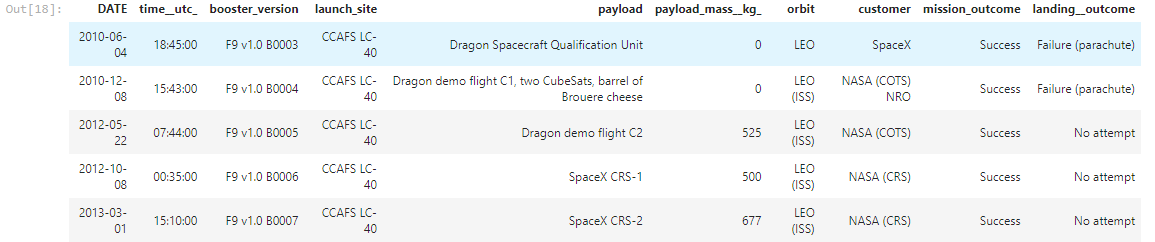 Out[18]: DATE time__utc_ booster_version launch_site payload payload_mass__kg_ orbit customer mission_outcome landing__outcome
2010-06-04 18:45:00 F9 v1.0 B0003 CCAFS LC-40 Dragon Spacecraft Qualification Unit 0 LEO SpaceX Success Failure (parachute)
2010-12-08 15:43:00 F9 v1.0 B0004 CCAFS LC-40 Dragon demo flight C1, two CubeSats, barrel of Brouere cheese 0 LEO (ISS) NASA (COTS) NRO Success Failure (parachute)
2012-05-22 07:44:00 F9 v1.0 B0005 CCAFS LC-40 Dragon demo flight C2 525 LEO (ISS) NASA (COTS) Success No attempt
2012-10-08 00:35:00 F9 v1.0 B0006 CCAFS LC-40 SpaceX CRS-1 500 LEO (ISS) NASA (CRS) Success No attempt
2013-03-01 15:10:00 F9 v1.0 B0007 CCAFS LC-40 SpaceX CRS-2 677 LEO (ISS) NASA (CRS) Success No attempt